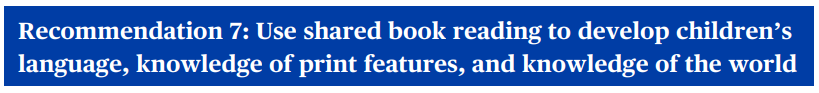 Recommendation 7: Use shared book reading to develop children’s
language, knowledge of print features, and knowledge of the world